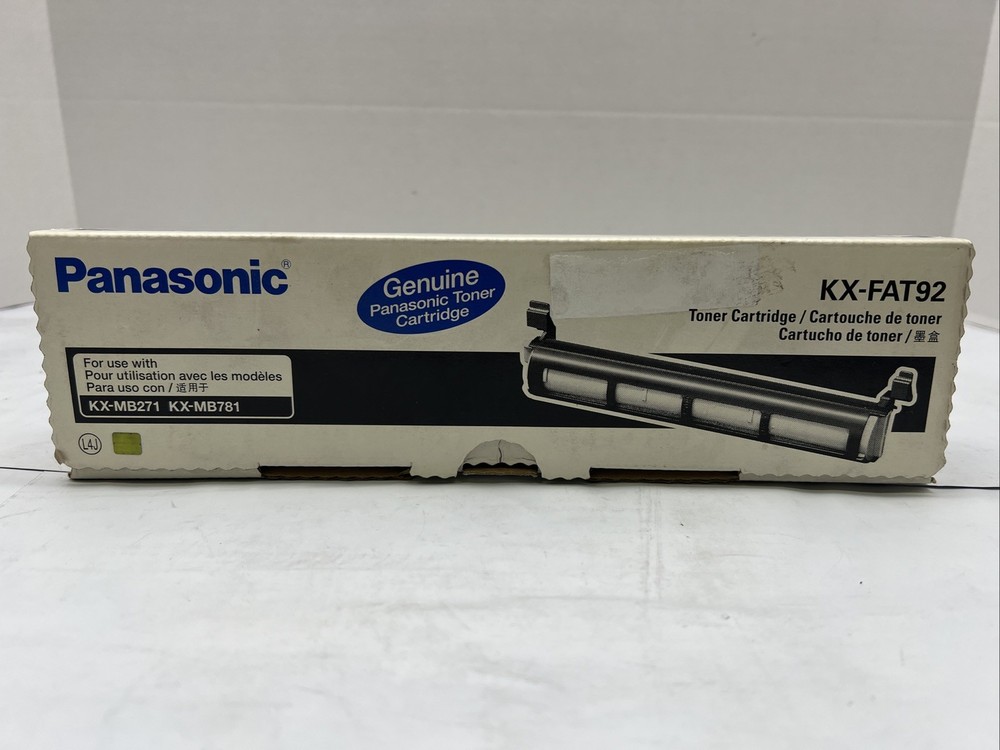 Panasonic®
Genuine
Panasonic Toner
Cartridge
KX-FAT92
Toner Cartridge / Cartouche de toner
Cartucho de toner / 墨盒
For use with
Pour utilisation avec les modèles
Para uso con / 适用于
KX-MB271 KX-MB781
L4J